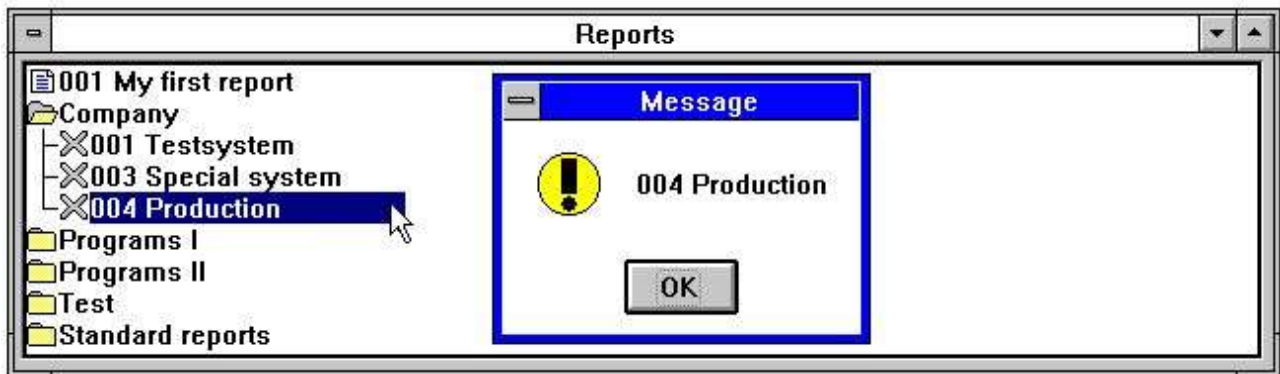 Reports
001 My first report
Company
001 Testsystem
003 Special system
004 Production
Programs I
Programs II
Test
Standard reports
Message
004 Production
OK